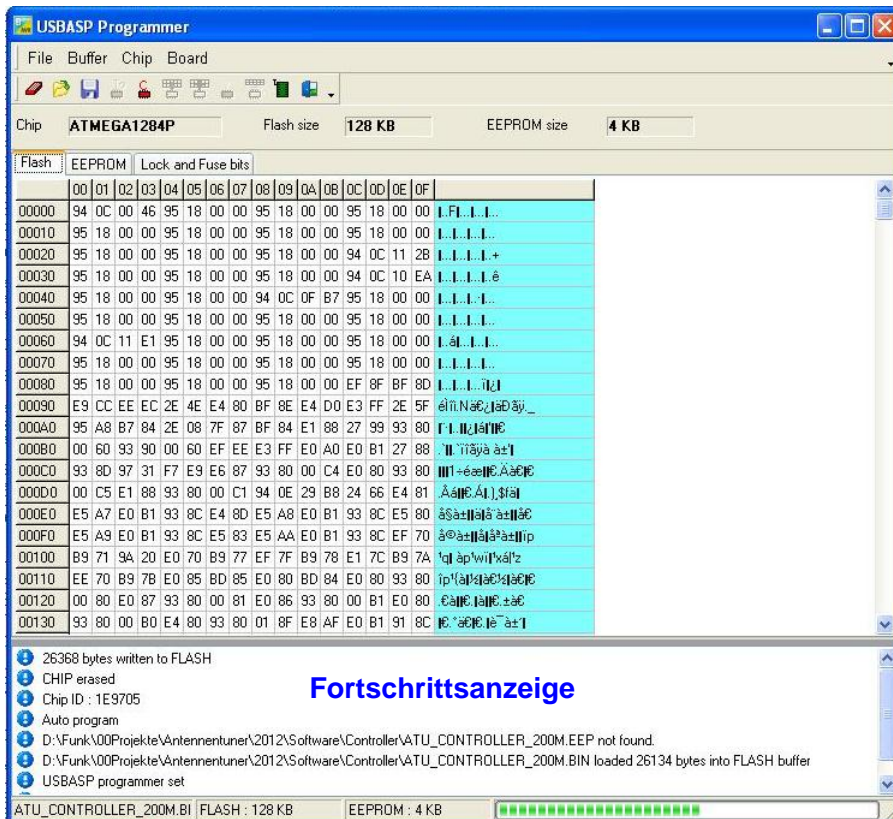 USBASP Programmer
File Buffer Chip Board
Chip ATMEGA1284P Flash size 128 KB EEPROM size 4 KB
Flash EEPROM Lock and Fuse bits
00 01 02 03 04 05 06 07 08 09 0A 0B 0C 0D 0E 0F
00000 94 0C 00 46 95 18 00 00 95 18 00 00 95 18 00 00
00010 95 18 00 00 95 18 00 00 95 18 00 00 95 18 00 00
00020 95 18 00 00 95 18 00 00 95 18 00 00 94 0C 11 2B
00030 95 18 00 00 95 18 00 00 95 18 00 00 94 0C 10 EA
00040 95 18 00 00 95 18 00 00 94 0C 0F B7 95 18 00 00
00050 95 18 00 00 95 18 00 00 95 18 00 00 95 18 00 00
00060 94 0C 11 E1 95 18 00 00 95 18 00 00 95 18 00 00
00070 95 18 00 00 95 18 00 00 95 18 00 00 95 18 00 00
00080 95 18 00 00 95 18 00 00 95 18 00 00 EF 8F BF 8D
00090 E9 CC EE EC 2E 4E E4 80 BF 8E E4 D0 E3 FF 2E 5F
000A0 95 A8 B7 84 2E 08 7F 87 BF 84 E1 88 27 99 93 80
000B0 00 60 93 90 00 60 EF EE E3 FF E0 A0 E0 B1 27 88
000C0 93 8D 97 31 F7 E9 E6 87 93 80 00 C4 E0 80 93 80
000D0 00 C5 E1 88 93 80 00 C1 94 0E 29 B8 24 66 E4 81
000E0 E5 A7 E0 B1 93 8C E4 8D E5 A8 E0 B1 93 8C E5 80
000F0 E5 A9 E0 B1 93 8C E5 83 E5 AA E0 B1 93 8C EF 70
00100 B9 71 9A 20 E0 70 B9 77 EF 7F B9 78 E1 7C B9 7A
00110 EE 70 B9 7B E0 85 BD 85 E0 80 BD 84 E0 80 93 80
00120 00 80 E0 87 93 80 00 81 E0 86 93 80 00 B1 E0 80
00130 93 80 00 B0 E4 80 93 80 01 8F E8 AF E0 B1 91 8C
26368 bytes written to FLASH
CHIP erased
Fortschrittsanzeige
Chip ID : 1E9705
Auto program
D:\Funk\00Projekte\Antennentuner\2012\Software\Controller\ATU_CONTROLLER_200M.EEP not found.
D:\Funk\00Projekte\Antennentuner\2012\Software\Controller\ATU_CONTROLLER_200M.BIN loaded 26134 bytes into FLASH buffer
USBASP programmer set
ATU_CONTROLLER_200M.BI FLASH : 128 KB EEPROM : 4 KB